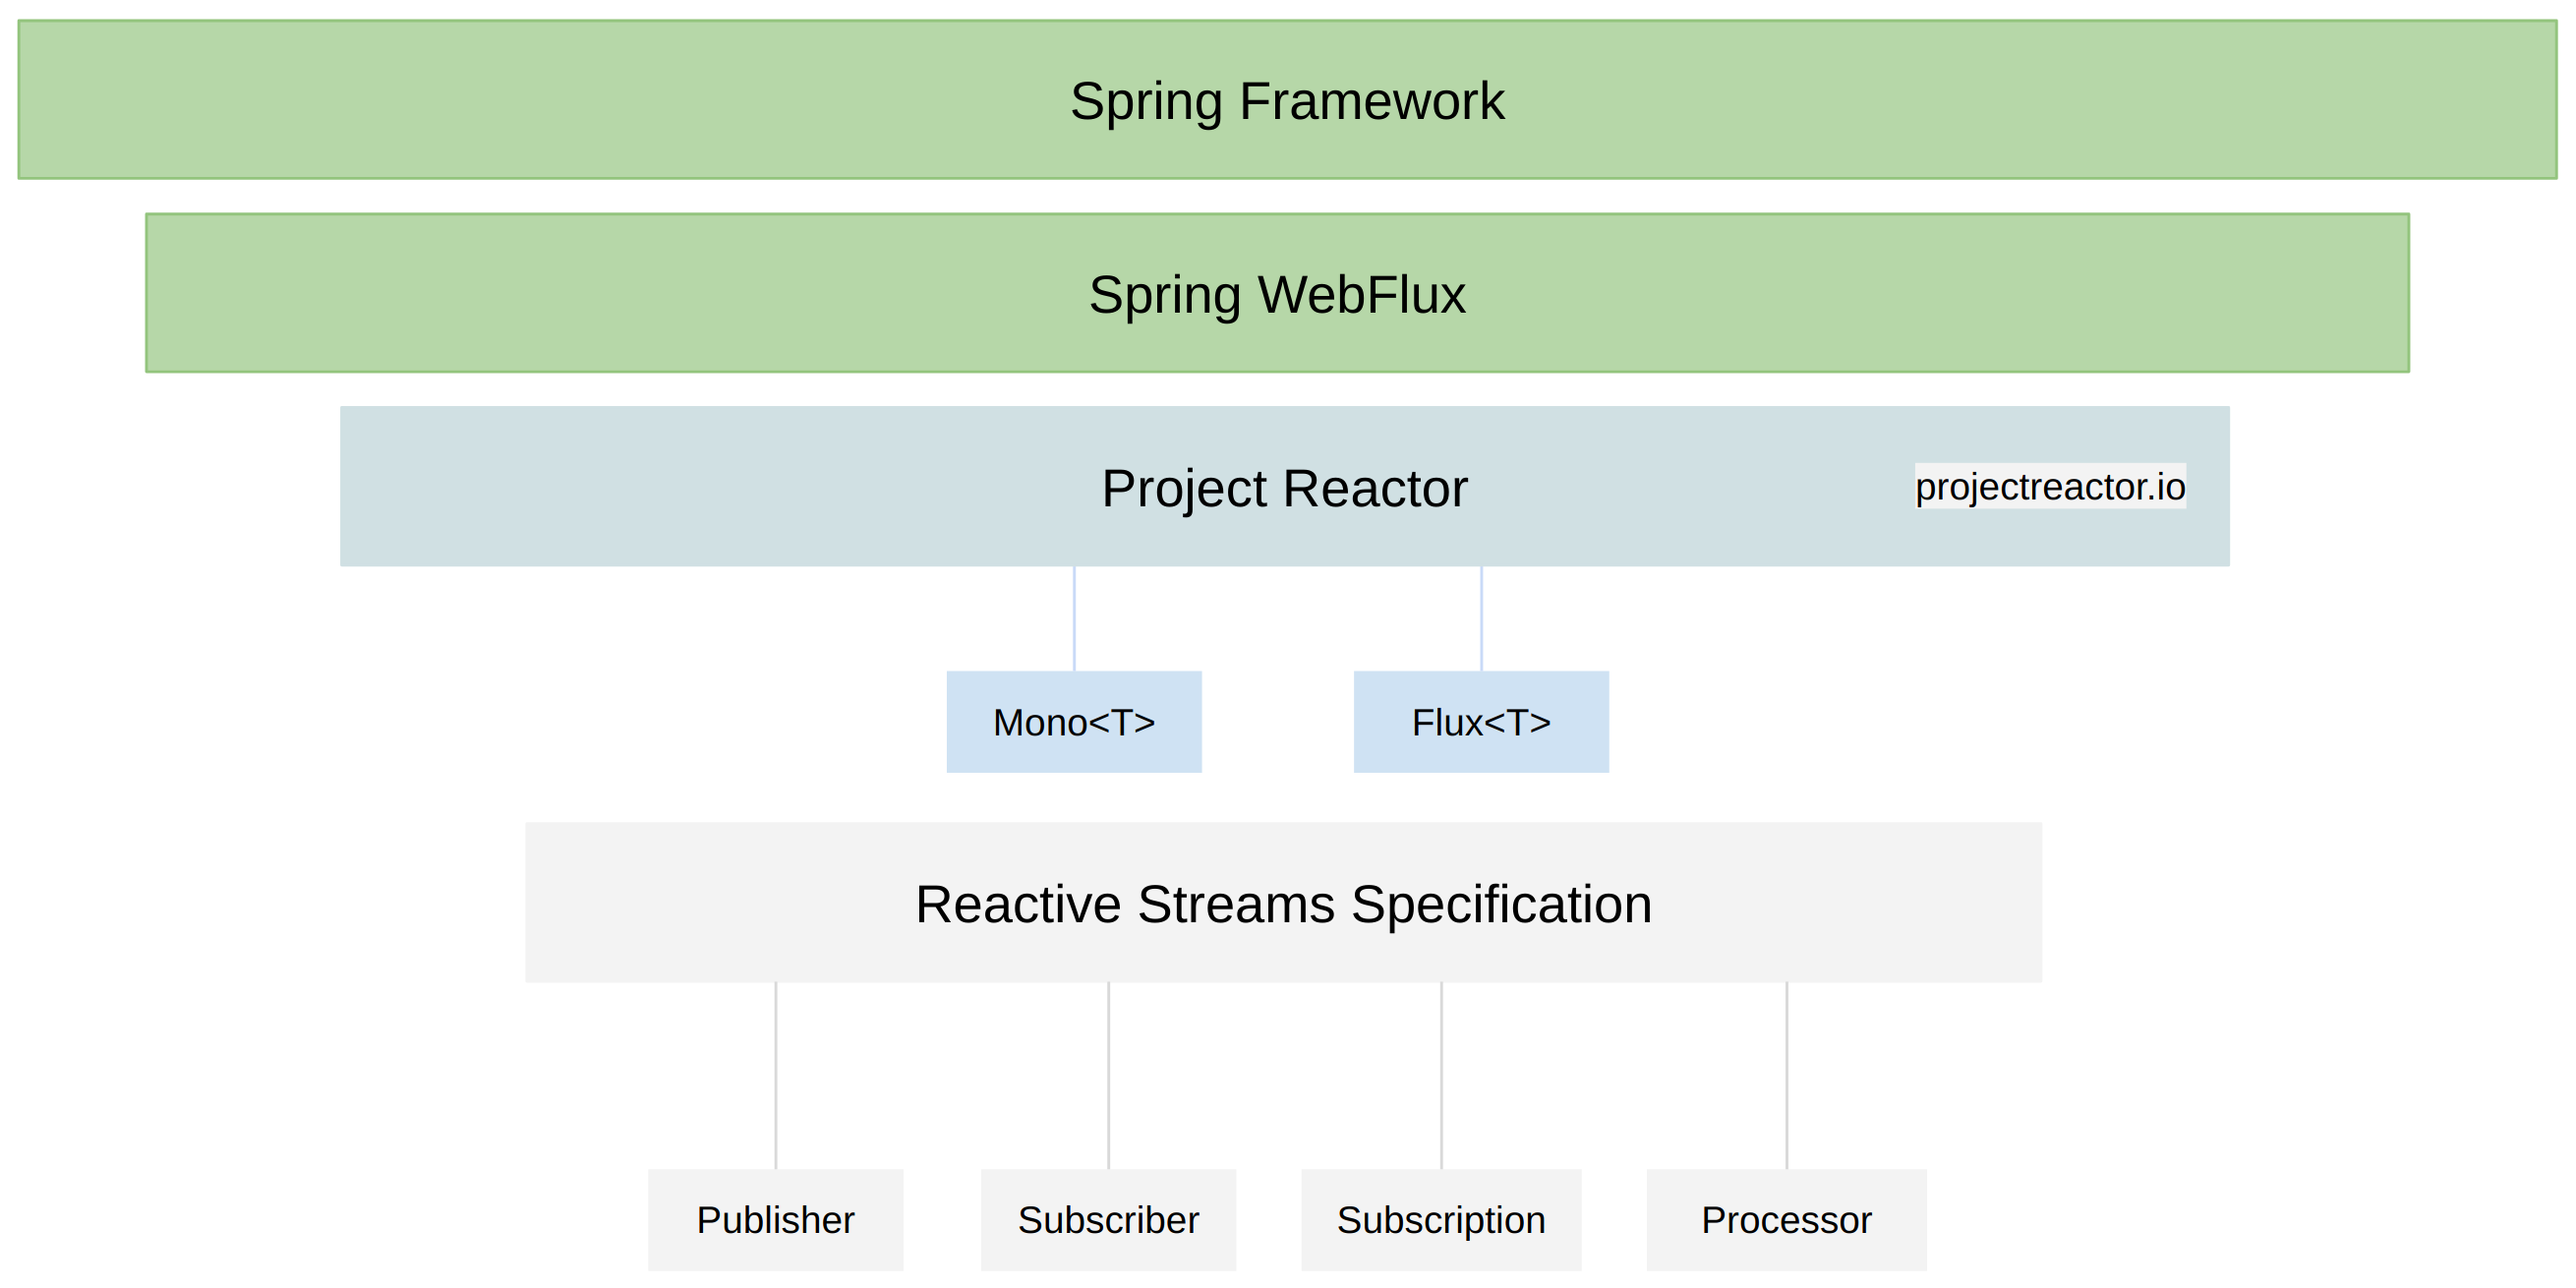 Spring Framework
Spring WebFlux
Project Reactor
projectreactor.io
Mono<T>
Flux<T>
Reactive Streams Specification
Publisher
Subscriber
Subscription
Processor